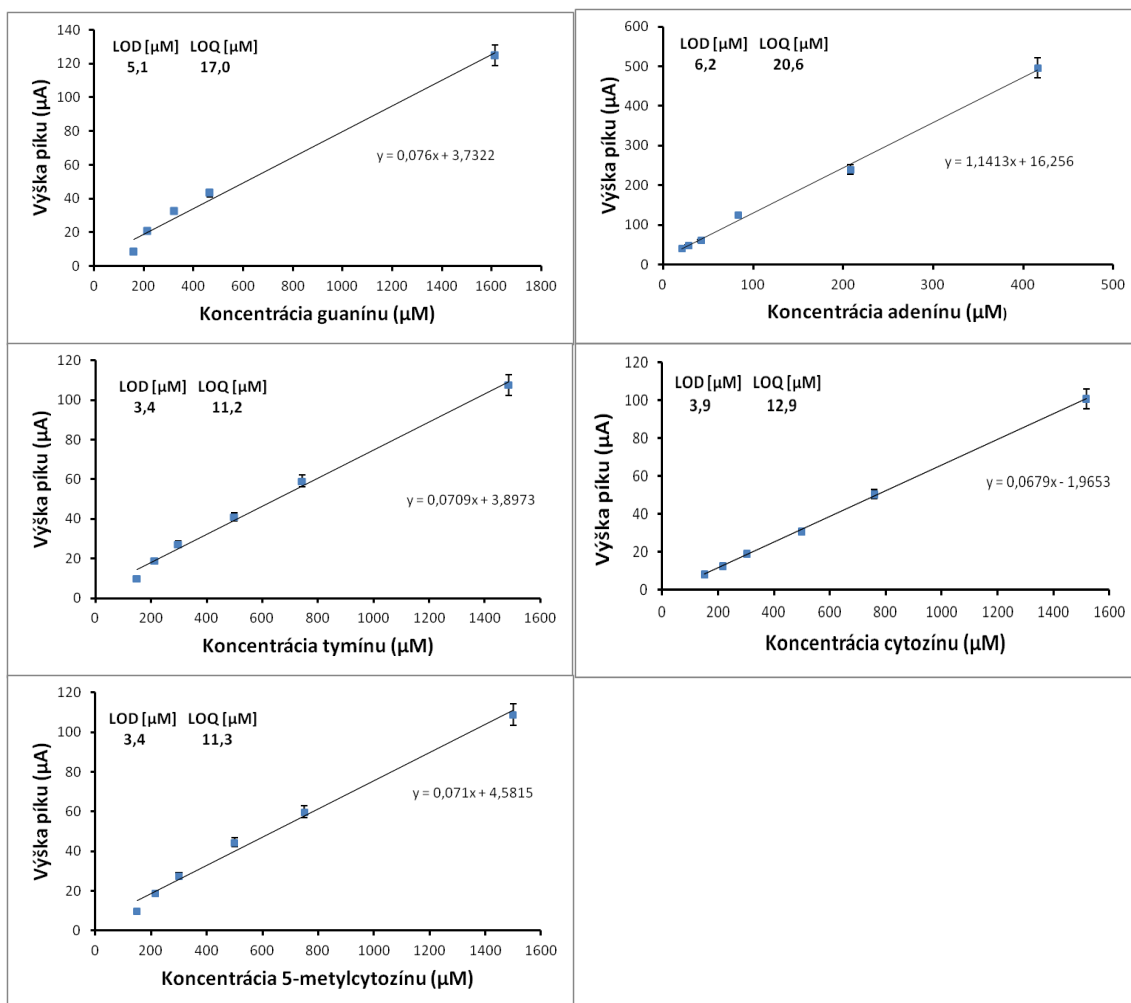 140
120
100
80
60
40
20
0
LOD [µM] LOQ [µM]
5,1 17,0
y = 0,076x + 3,7322
0 200 400 600 800 1000 1200 1400 1600 1800
Výška píku (µA)
Koncentrácia guanínu (µM)
600
500
400
300
200
100
0
LOD [µM] LOQ [µM]
6,2 20,6
y = 1,1413x + 16,256
0 100 200 300 400 500
Výška píku (µA)
Koncentrácia adenínu (µM)
120
100
80
60
40
20
0
LOD [µM] LOQ [µM]
3,4 11,2
y = 0,0709x + 3,8973
0 200 400 600 800 1000 1200 1400 1600
Výška píku (µA)
Koncentrácia tymínu (µM)
120
100
80
60
40
20
0
LOD [µM] LOQ [µM]
3,9 12,9
y = 0,0679x - 1,9653
0 200 400 600 800 1000 1200 1400 1600
Výška píku (µA)
Koncentrácia cytozínu (µM)
120
100
80
60
40
20
0
LOD [µM] LOQ [µM]
3,4 11,3
y = 0,071x + 4,5815
0 200 400 600 800 1000 1200 1400 1600
Výška píku (µA)
Koncentrácia 5-metylcytozínu (µM)